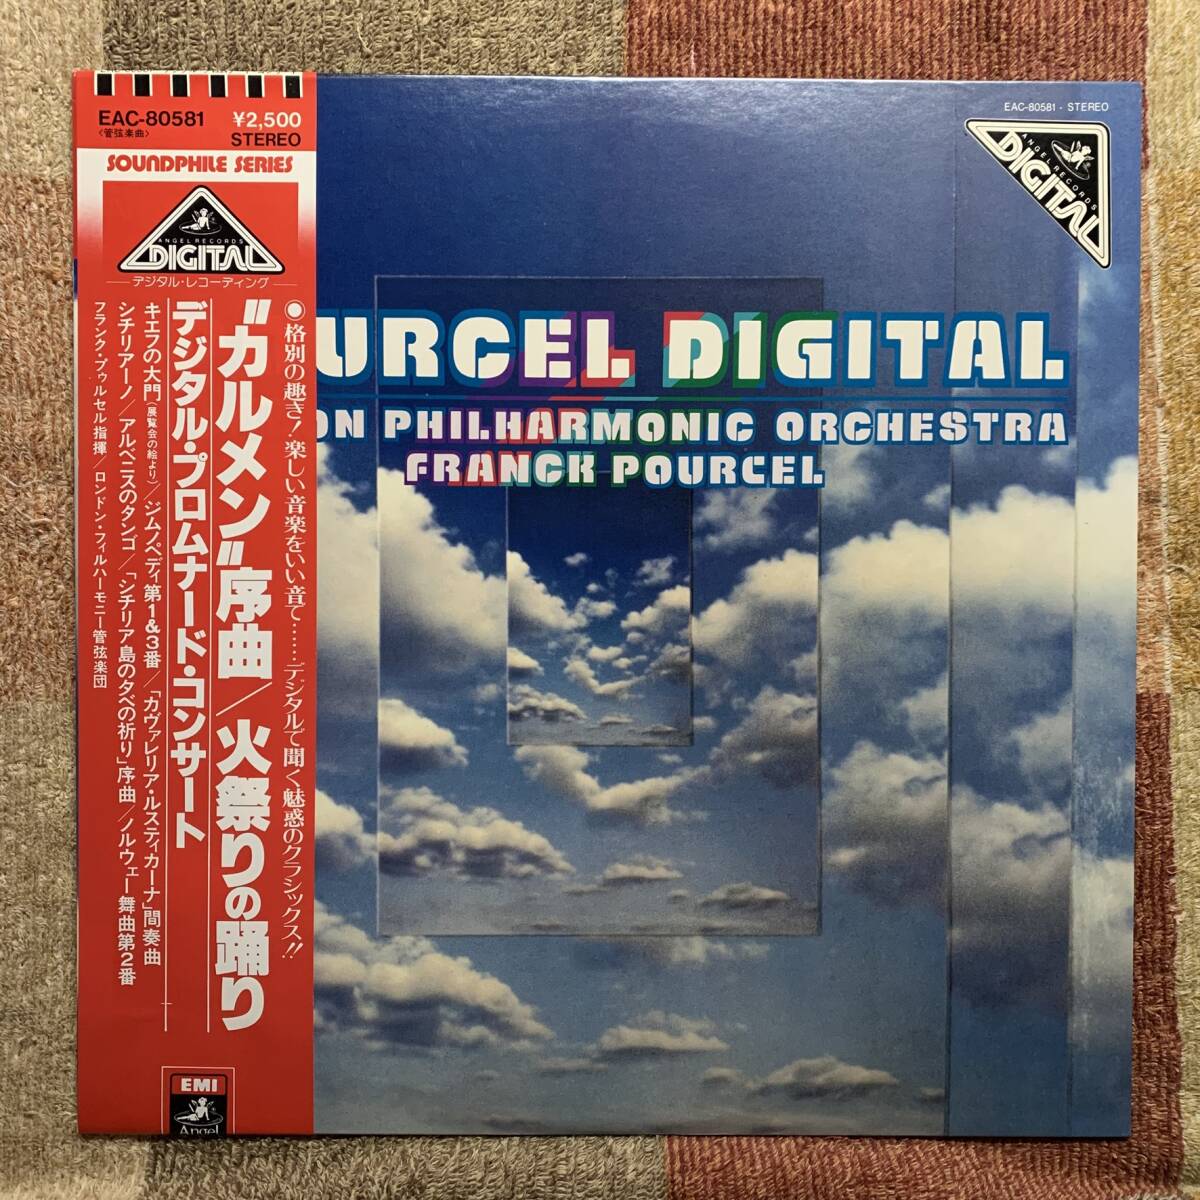 EAC-80581 ¥2,500
〈管弦楽曲〉 STEREO
SOUNDPHILE SERIES
ANGEL RECORDS
DIGITAL
デジタル・レコーディング
●格別の趣き!楽しい音楽をいい音で……デジタルで聞く魅惑のクラシックス!!
“カルメン”序曲/火祭りの踊り
デジタル・プロムナード・コンサート
キエフの大門(展覧会の絵より)/ジムノペディ第1&3番/「カヴァレリア・ルスティカーナ」間奏曲
シチリアーノ/アルベニスのタンゴ/「シチリア島の夕べの祈り」序曲/ノルウェー舞曲第2番
フランク・プゥルセル指揮/ロンドン・フィルハーモニー管弦楽団
EMI
Angel
EAC-80581 · STEREO
ANGEL RECORDS
DIGITAL
URCEL DIGITAL
ON PHILHARMONIC ORCHESTRA
FRANCK POURCEL